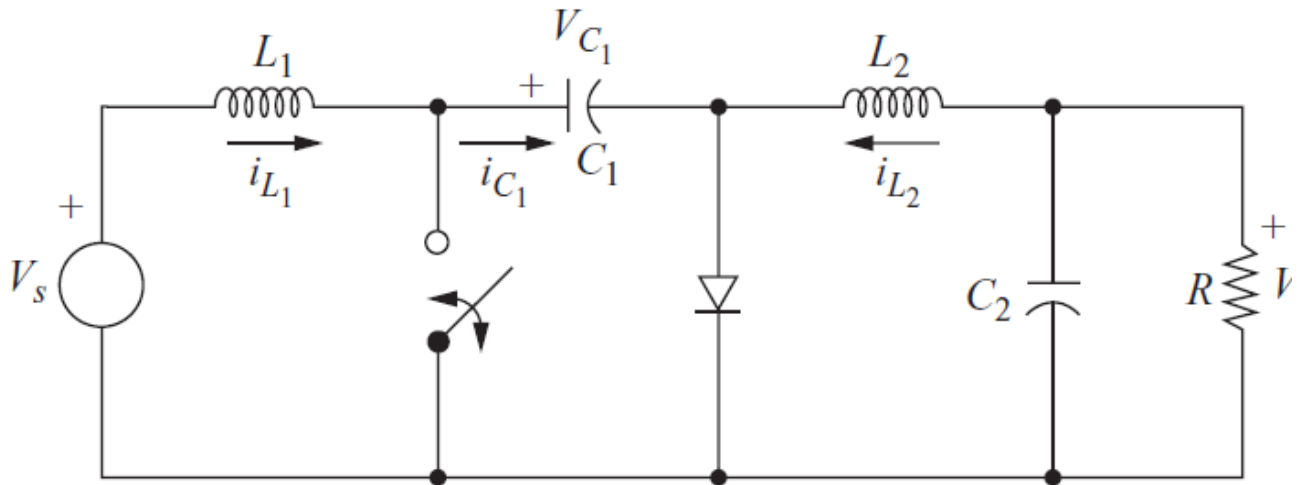 V_{C_1}
L_1
L_2
+
C_1
i_{L_1}
i_{C_1}
i_{L_2}
+
+
V_s
C_2
R
V